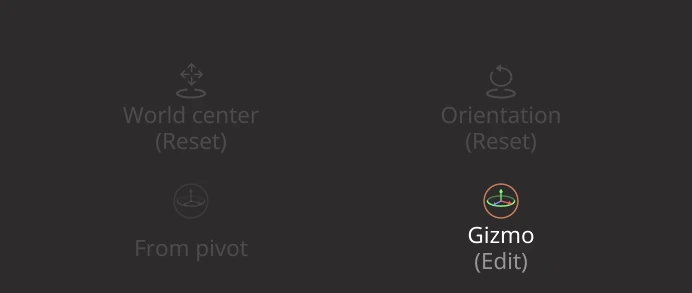 World center
(Reset)
Orientation
(Reset)
From pivot
Gizmo
(Edit)